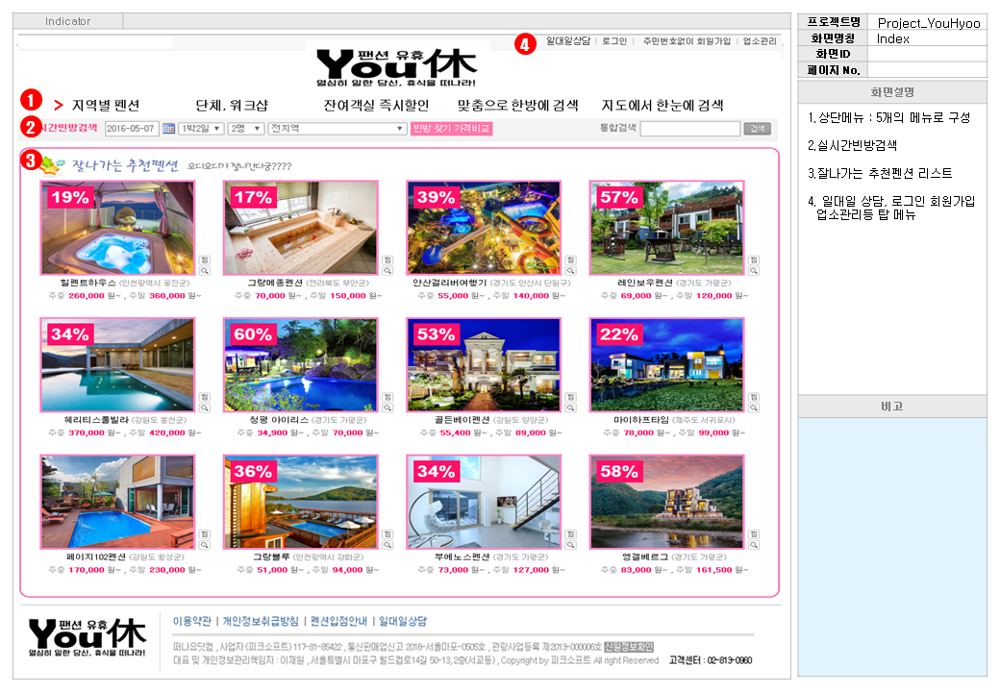 Indicator
프로젝트명 Project_YouHyoo
화면명칭 Index
화면ID
페이지 No.
화면설명
1.상단메뉴 : 5개의 메뉴로 구성
2.실시간빈방검색
3.잘나가는 추천펜션 리스트
4. 일대일 상담, 로그인 회원가입
업소관리등 탑 메뉴
비고
4 일대일상담 | 로그인 | 주민번호없이 회원가입 | 업소관리
팬션 유휴
You休
열심히 일한 당신, 휴식을 떠나라!
1 > 지역별 펜션 단체, 워크샵 잔여객실 즉시할인 맞춤으로 한방에 검색 지도에서 한눈에 검색
2 시간빈방검색 2016-05-07 1박2일 2명 전지역 빈방 찾기 가격비교 통합검색 검색
3 잘나가는 추천펜션 오디오디가 잘나간다궁????
19% 17% 39% 57%
찜 찜 찜 찜
힐펜트하우스 (인천광역시 옹진군) 그랑메종펜션 (전라북도 부안군) 안산걸리버여행기 (경기도 안산시 단원구) 레인보우펜션 (경기도 가평군)
주중 260,000 원~ , 주말 360,000 원~ 주중 70,000 원~ , 주말 150,000 원~ 주중 55,000 원~ , 주말 140,000 원~ 주중 69,000 원~ , 주말 120,000 원~
34% 60% 53% 22%
찜 찜 찜 찜
헤리티스풀빌라 (강원도 홍천군) 청평 아이리스 (경기도 가평군) 골든베이펜션 (강원도 양양군) 마이하프타임 (제주도 서귀포시)
주중 370,000 원~ , 주말 420,000 원~ 주중 34,900 원~ , 주말 70,000 원~ 주중 55,400 원~ , 주말 89,000 원~ 주중 78,000 원~ , 주말 99,000 원~
36% 34% 58%
찜 찜 찜 찜
페이지102펜션 (강원도 횡성군) 그랑블루 (인천광역시 강화군) 부에노스펜션 (경기도 가평군) 엥겔베르그 (경기도 가평군)
주중 170,000 원~ , 주말 230,000 원~ 주중 51,000 원~ , 주말 94,000 원~ 주중 73,000 원~ , 주말 127,000 원~ 주중 83,000 원~ , 주말 161,500 원~
팬션 유휴
You休
열심히 일한 당신, 휴식을 떠나라!
이용약관 | 개인정보취급방침 | 펜션입점안내 | 일대일상담
떠나요닷컴 , 사업자 (피크소프트) 117-81-85422 , 통신판매업신고 2016-서울마포-0505호 , 관광사업등록 제2013-000006호 신원정보확인
대표 및 개인정보관리책임자 : 이재일 , 서울특별시 마포구 월드컵로14길 50-13, 2층(서교동) , Copyright by 피크소프트 All right Reserved 고객센터 : 02-813-0960